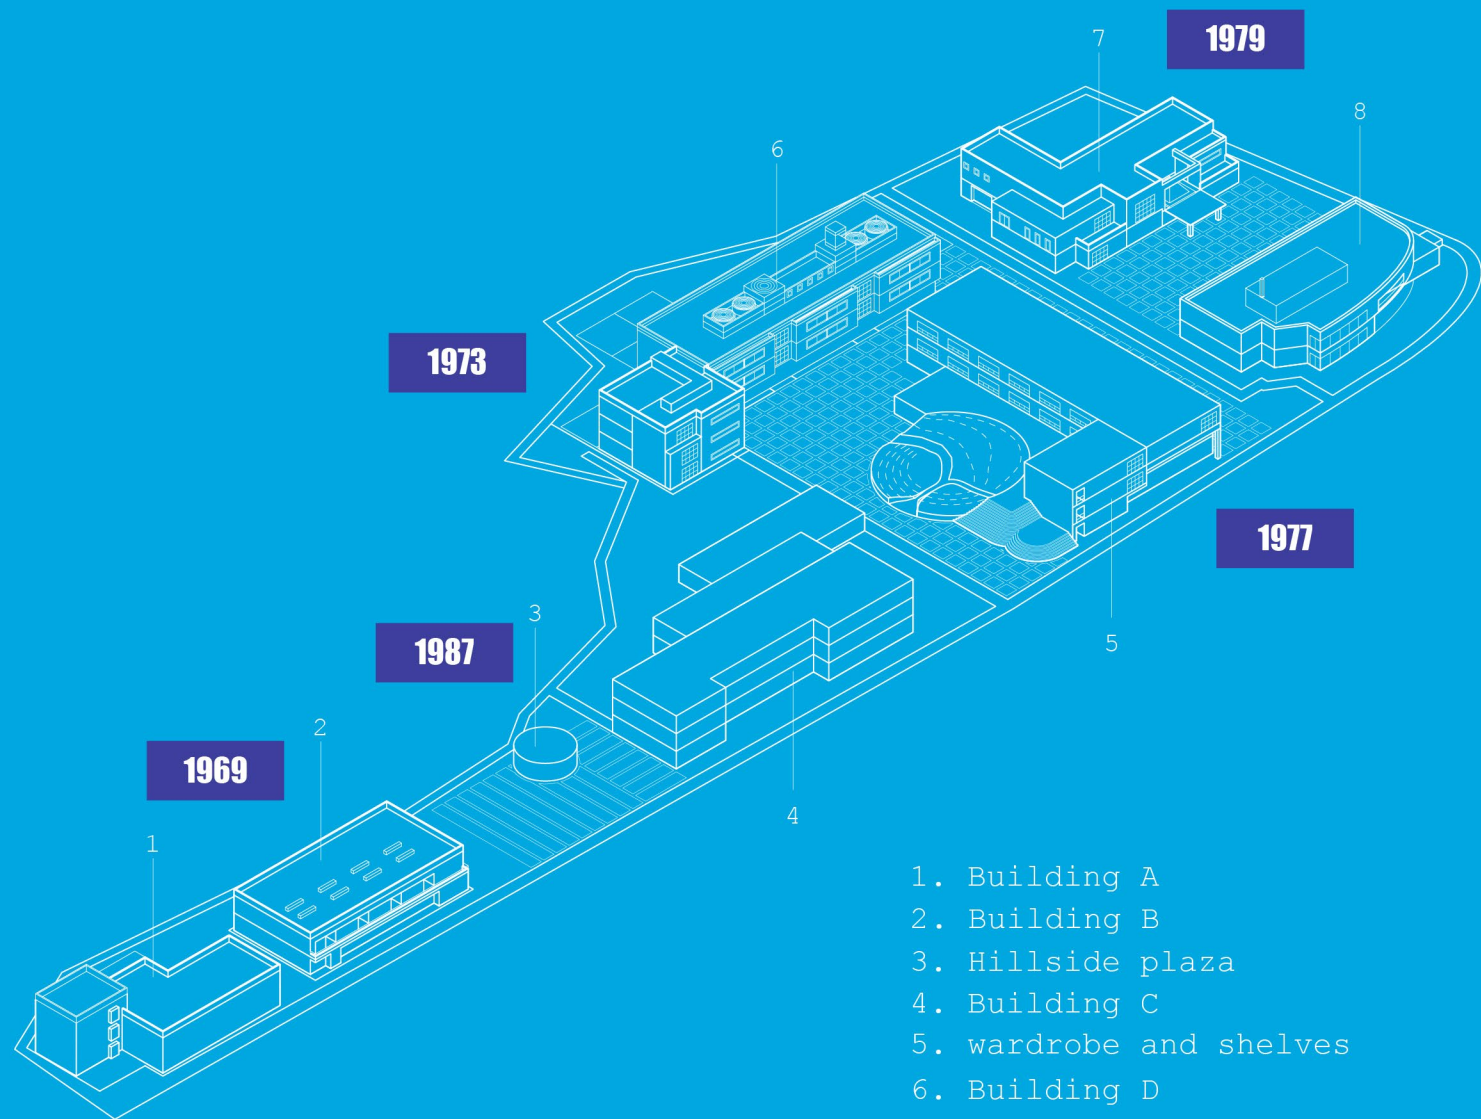 7
1979
8
6
1973
1977
3
5
1987
2
1969
4
1
1. Building A
2. Building B
3. Hillside plaza
4. Building C
5. wardrobe and shelves
6. Building D